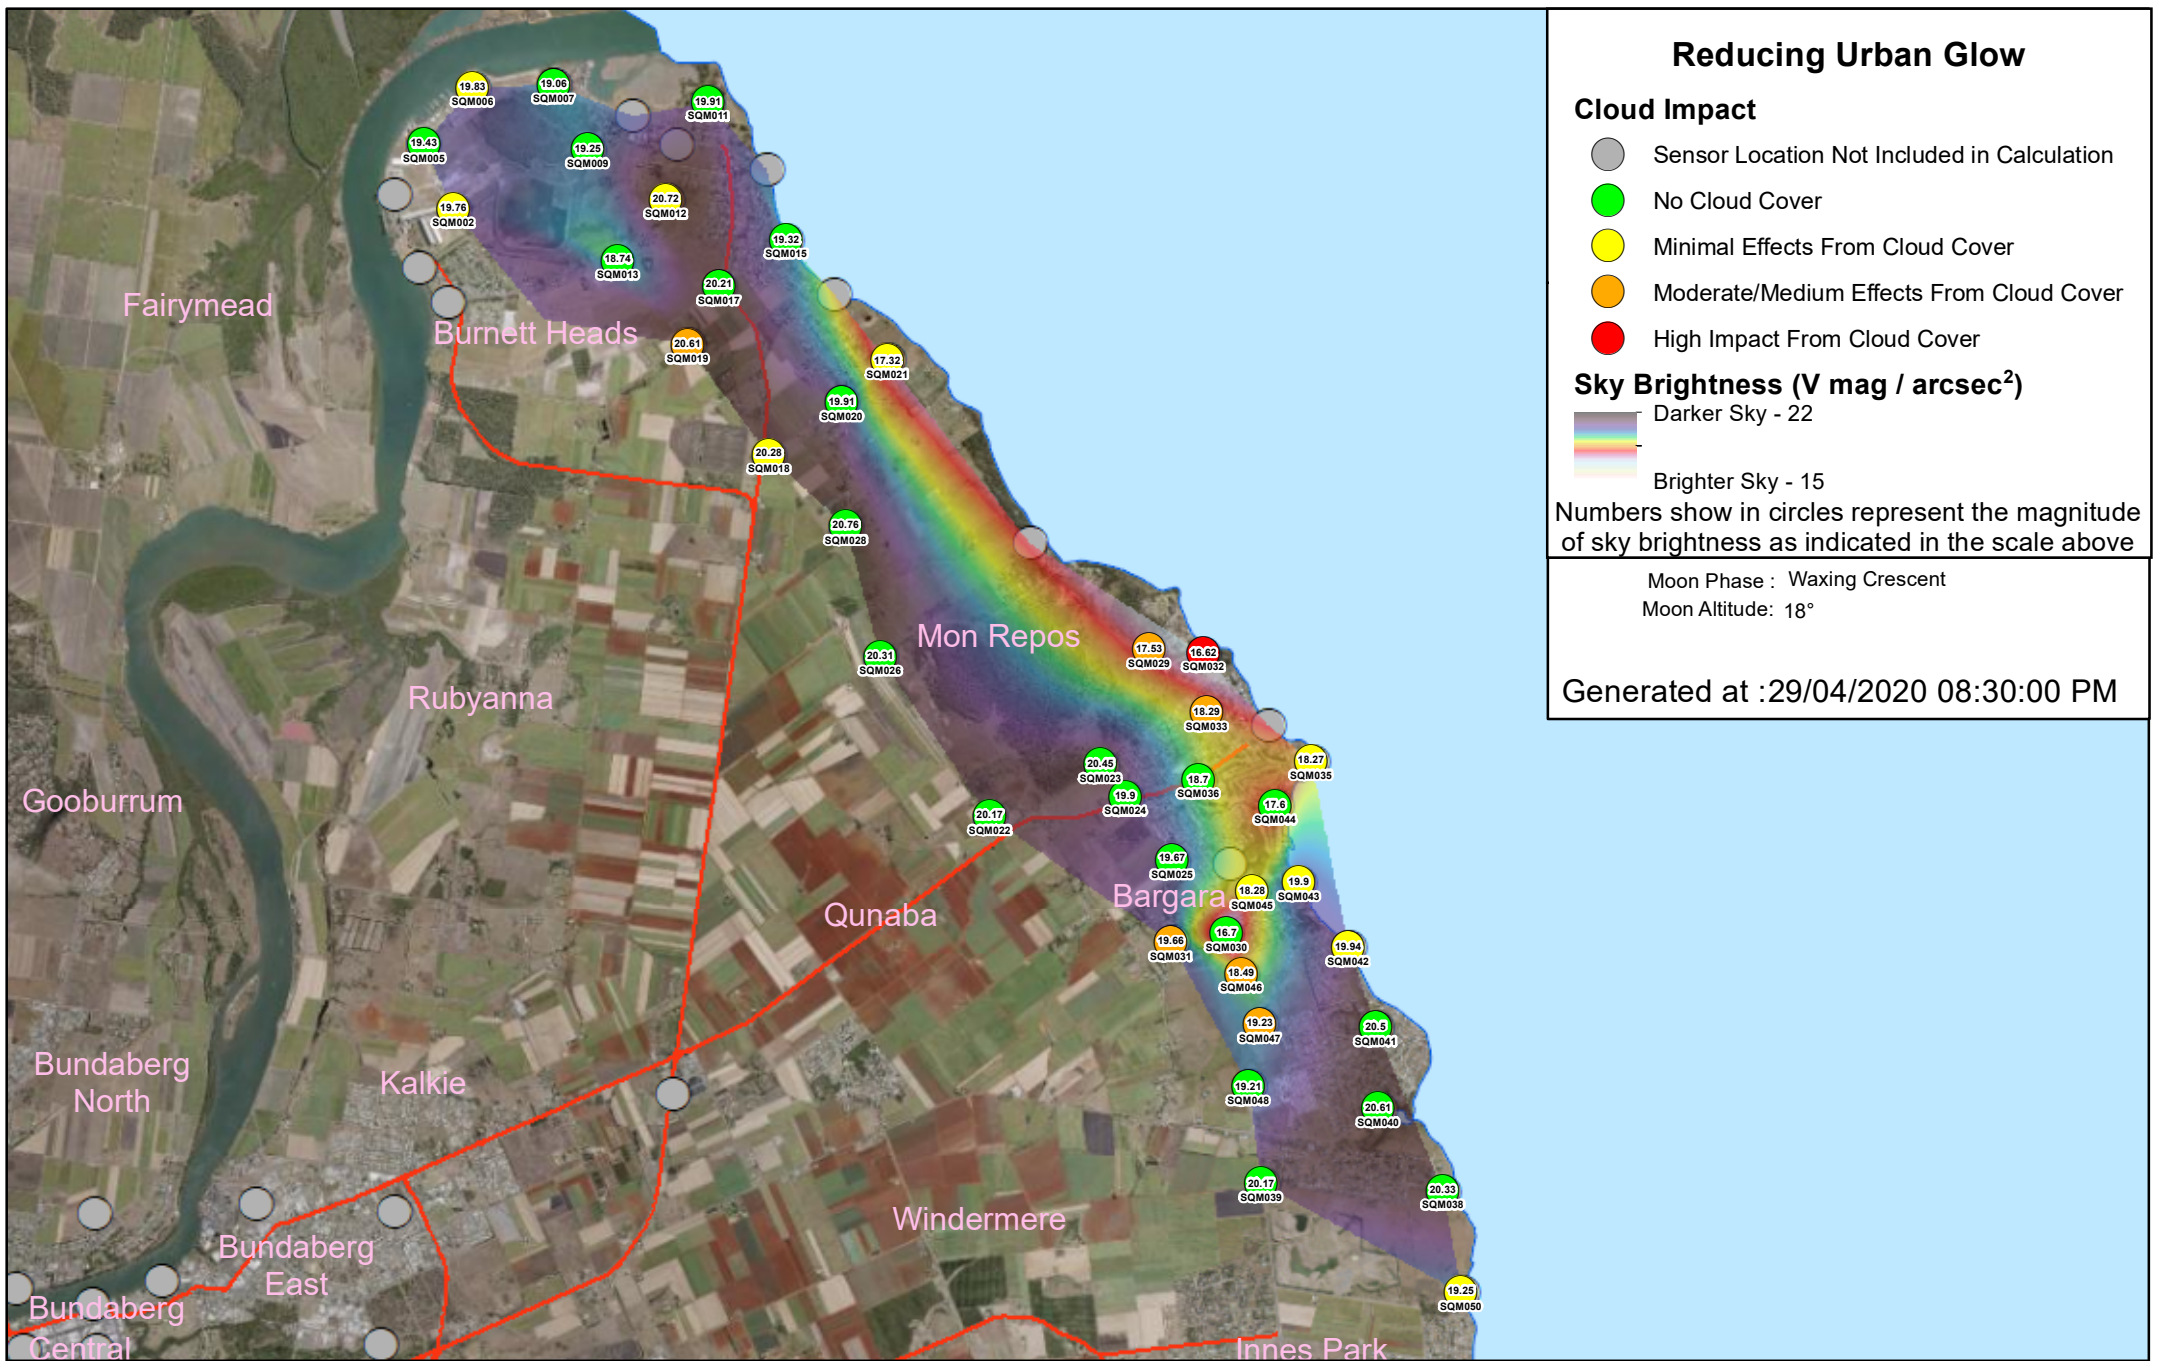 Reducing Urban Glow
Cloud Impact
Sensor Location Not Included in Calculation
No Cloud Cover
Minimal Effects From Cloud Cover
Moderate/Medium Effects From Cloud Cover
High Impact From Cloud Cover
Sky Brightness (V mag / arcsec²)
Darker Sky - 22
Brighter Sky - 15
Numbers show in circles represent the magnitude
of sky brightness as indicated in the scale above
Moon Phase : Waxing Crescent
Moon Altitude: 18°
Generated at :29/04/2020 08:30:00 PM
19.83
SQM006
19.06
SQM007
19.91
SQM011
19.43
SQM005
19.25
SQM009
19.76
SQM002
20.72
SQM012
19.32
SQM015
18.74
SQM013
20.21
SQM017
Fairymead
Burnett Heads
20.61
SQM019
17.32
SQM021
19.91
SQM020
20.28
SQM018
20.76
SQM028
Mon Repos
20.31
SQM026
17.53
SQM029
16.62
SQM032
Rubyanna
18.29
SQM033
20.45
SQM023
18.7
SQM036
18.27
SQM035
Gooburrum
19.9
SQM024
17.6
SQM044
20.17
SQM022
19.67
SQM025
Bargara
18.28
SQM045
19.9
SQM043
Qunaba
19.66
SQM031
16.7
SQM030
19.94
SQM042
18.49
SQM046
19.23
SQM047
20.5
SQM041
Bundaberg
North
Kalkie
19.21
SQM048
20.61
SQM040
20.17
SQM039
20.33
SQM038
Windermere
Bundaberg
East
19.25
SQM050
Bundaberg
Central
Innes Park